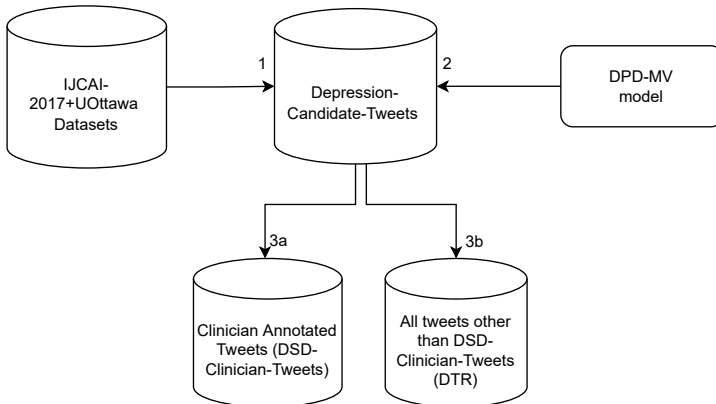 IJCAI-
2017+UOttawa
Datasets
1
Depression-
Candidate-Tweets
2
DPD-MV
model
3a
Clinician Annotated
Tweets (DSD-
Clinician-Tweets)
3b
All tweets other
than DSD-
Clinician-Tweets
(DTR)